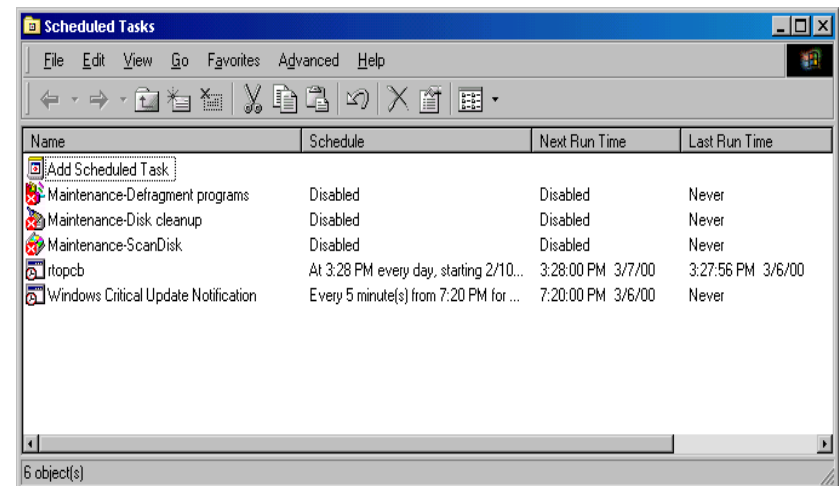 Scheduled Tasks
File Edit View Go Favorites Advanced Help
Name Schedule Next Run Time Last Run Time
Add Scheduled Task
Maintenance-Defragment programs Disabled Disabled Never
Maintenance-Disk cleanup Disabled Disabled Never
Maintenance-ScanDisk Disabled Disabled Never
rtopcb At 3:28 PM every day, starting 2/10... 3:28:00 PM 3/7/00 3:27:56 PM 3/6/00
Windows Critical Update Notification Every 5 minute(s) from 7:20 PM for ... 7:20:00 PM 3/6/00 Never
6 object(s)